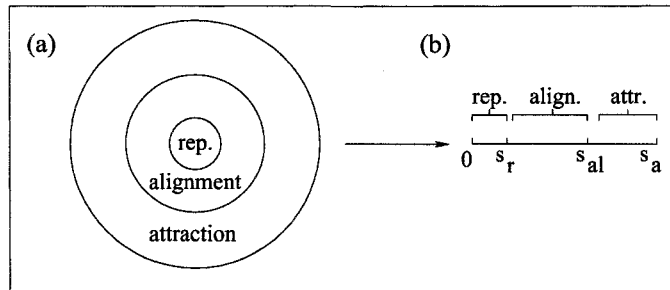 (a)
rep.
alignment
attraction
(b)
rep. align. attr.
0 s_r s_al s_a